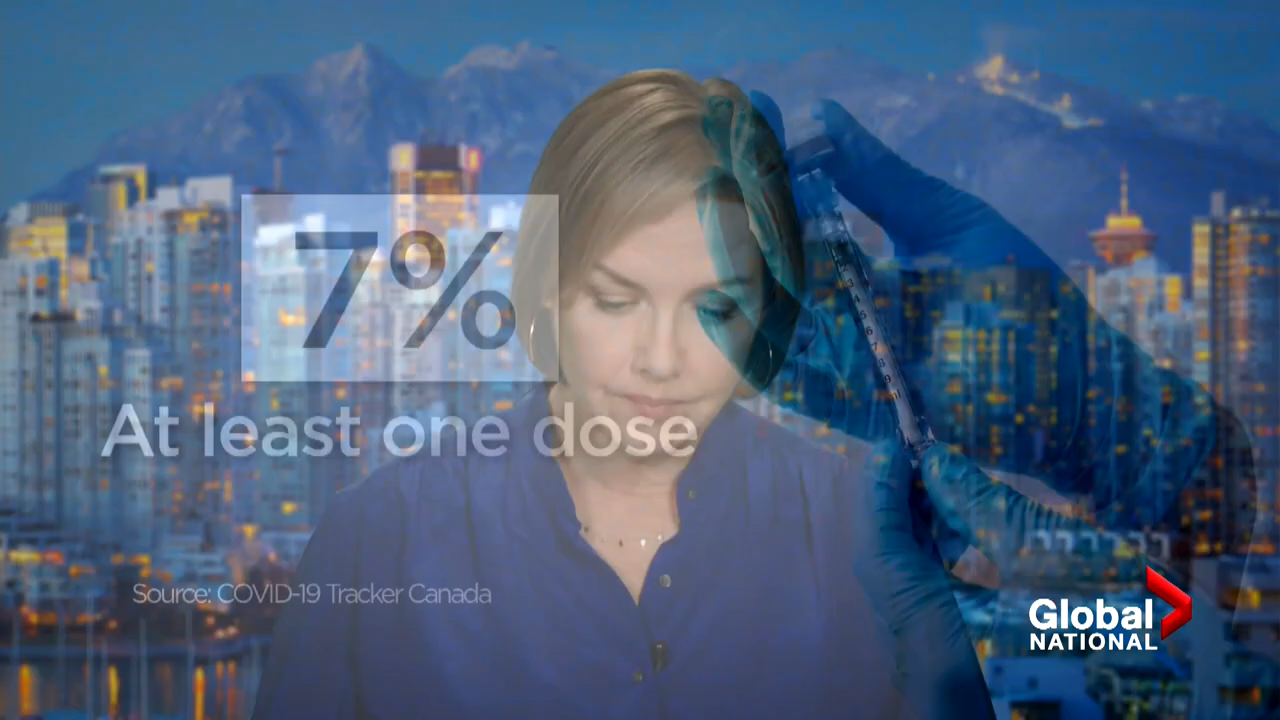 7%
At least one dose
Source: COVID-19 Tracker Canada
Global
NATIONAL